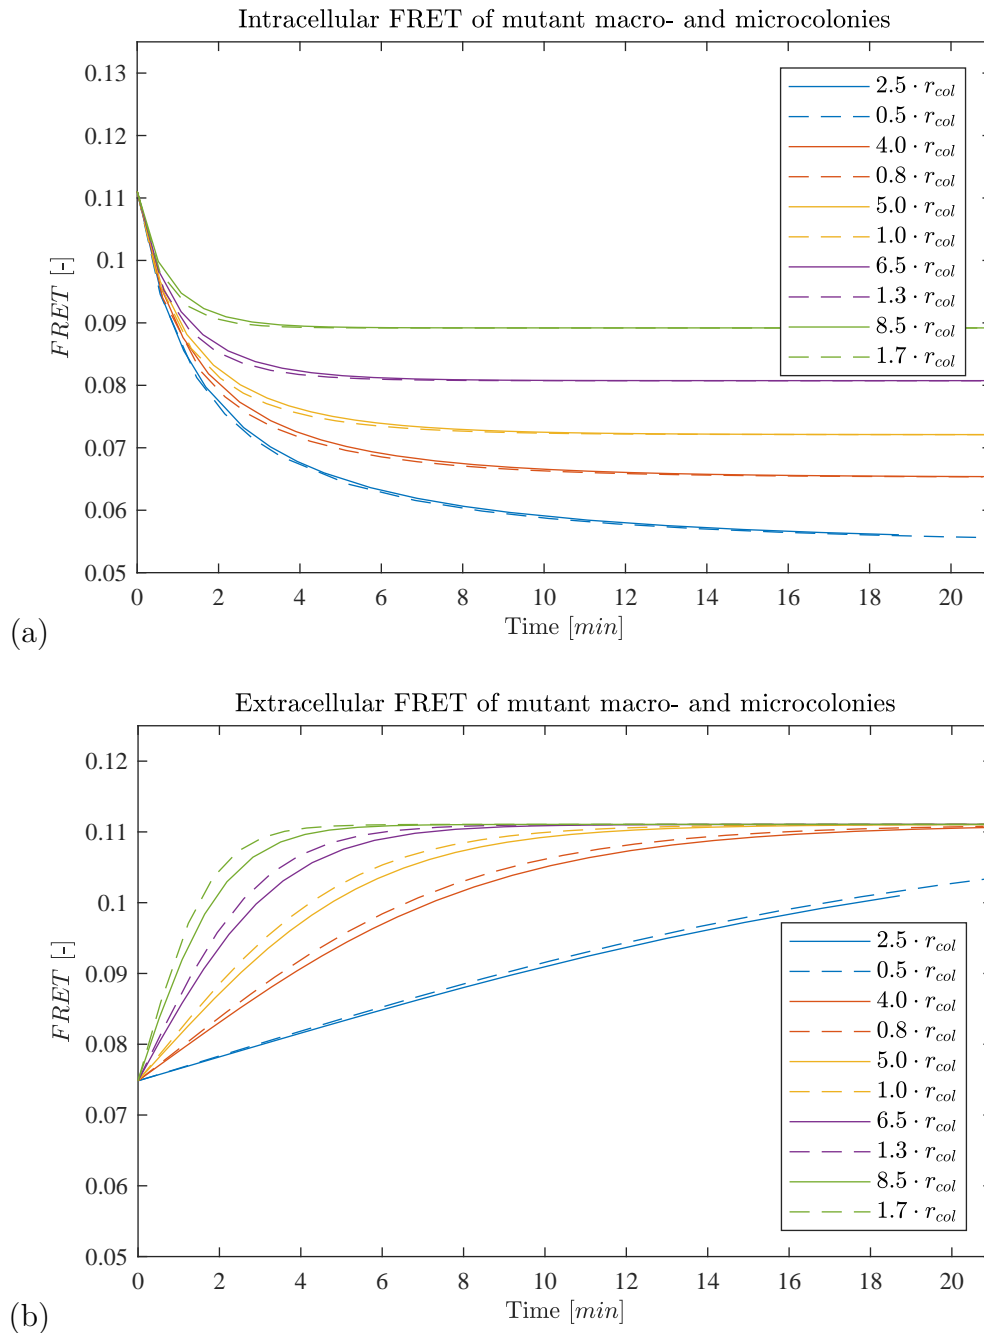 Intracellular FRET of mutant macro- and microcolonies
0.13
0.12
0.11
0.1
0.09
0.08
0.07
0.06
0.05
FRET [-]
2.5 · r_col
0.5 · r_col
4.0 · r_col
0.8 · r_col
5.0 · r_col
1.0 · r_col
6.5 · r_col
1.3 · r_col
8.5 · r_col
1.7 · r_col
0 2 4 6 8 10 12 14 16 18 20
Time [min]
(a)
Extracellular FRET of mutant macro- and microcolonies
0.12
0.11
0.1
0.09
0.08
0.07
0.06
0.05
FRET [-]
2.5 · r_col
0.5 · r_col
4.0 · r_col
0.8 · r_col
5.0 · r_col
1.0 · r_col
6.5 · r_col
1.3 · r_col
8.5 · r_col
1.7 · r_col
0 2 4 6 8 10 12 14 16 18 20
Time [min]
(b)